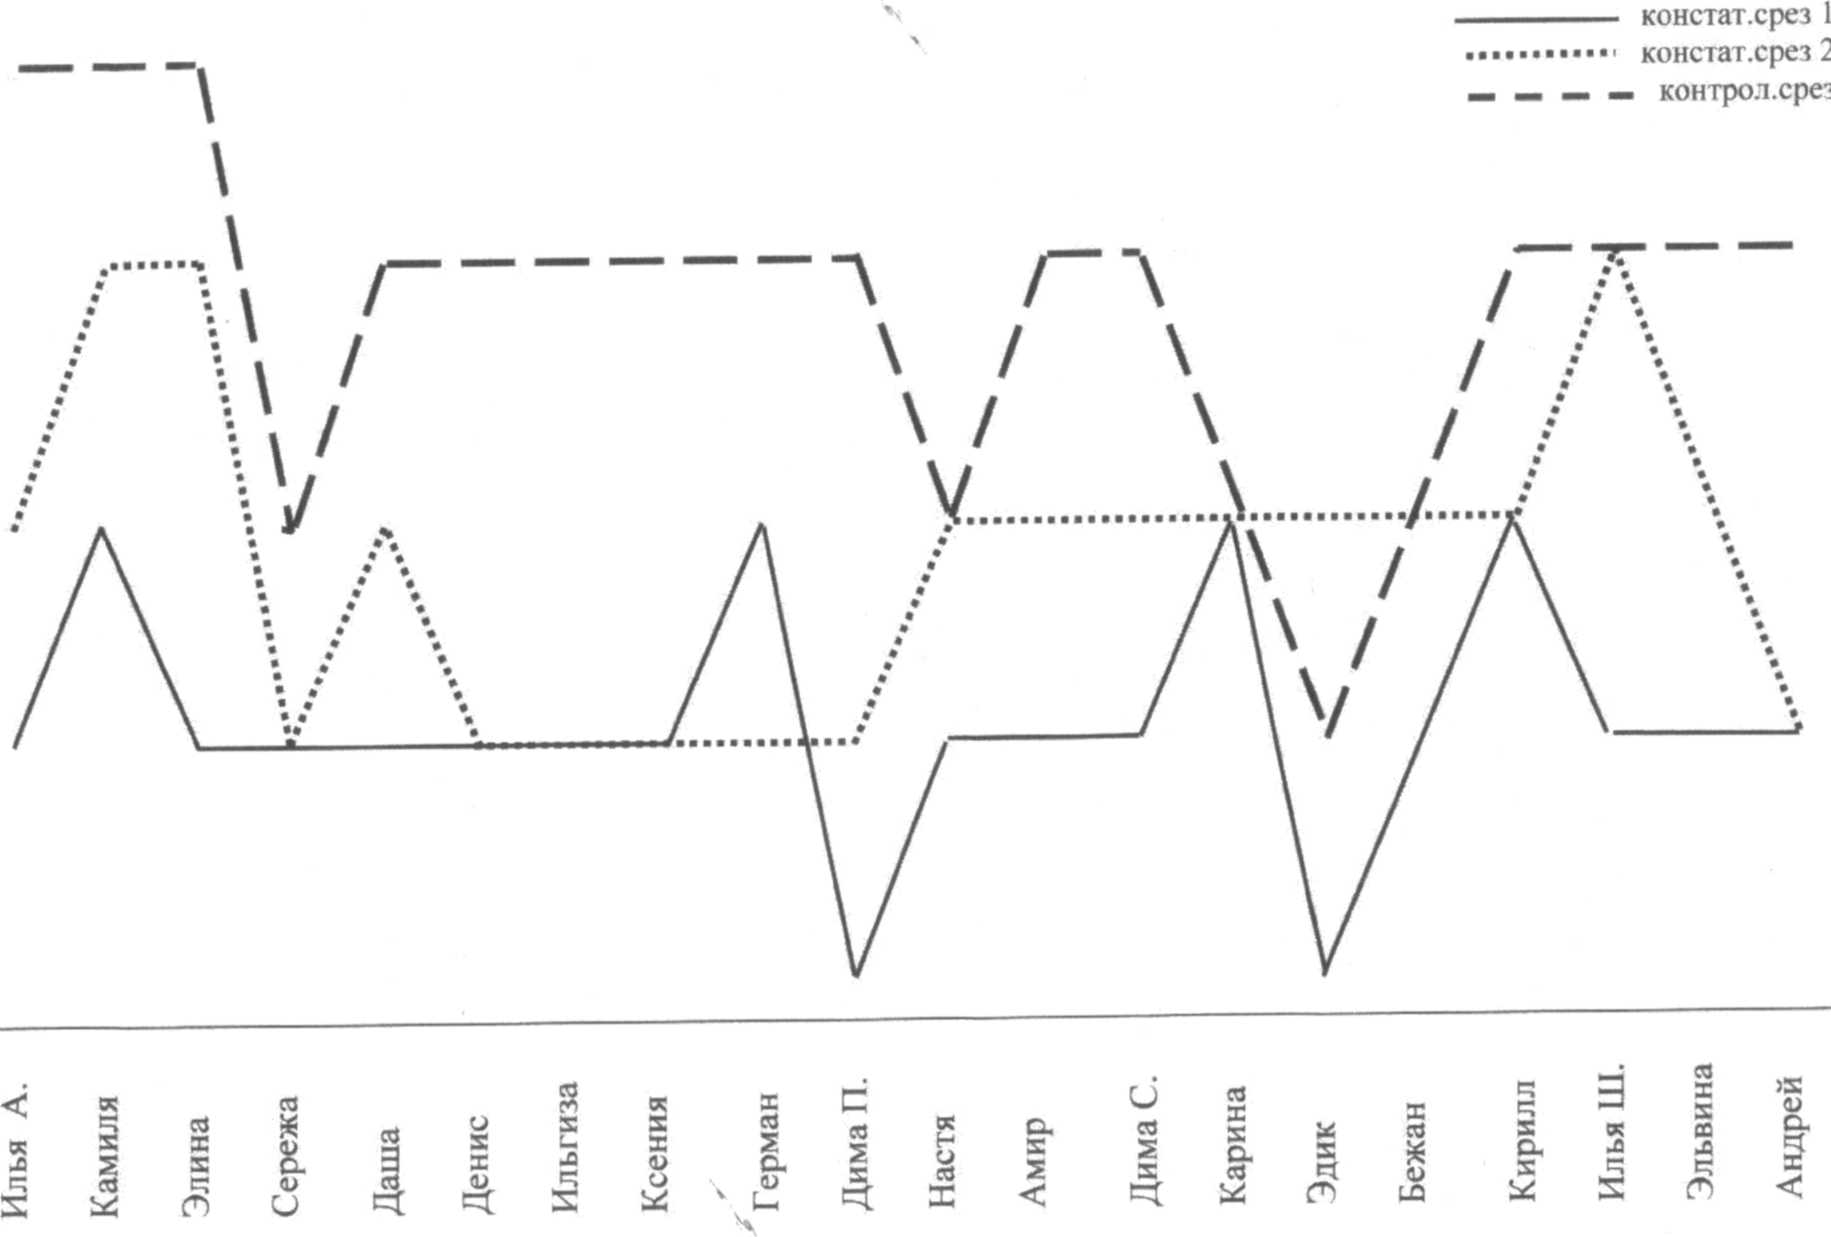 констат.срез 1
констат.срез 2
контрол.срез
Илья А.
Камиля
Элина
Сережа
Даша
Денис
Ильгиза
Ксения
Герман
Дима П.
Настя
Амир
Дима С.
Карина
Эдик
Бежан
Кирилл
Илья Ш.
Эльвина
Андрей